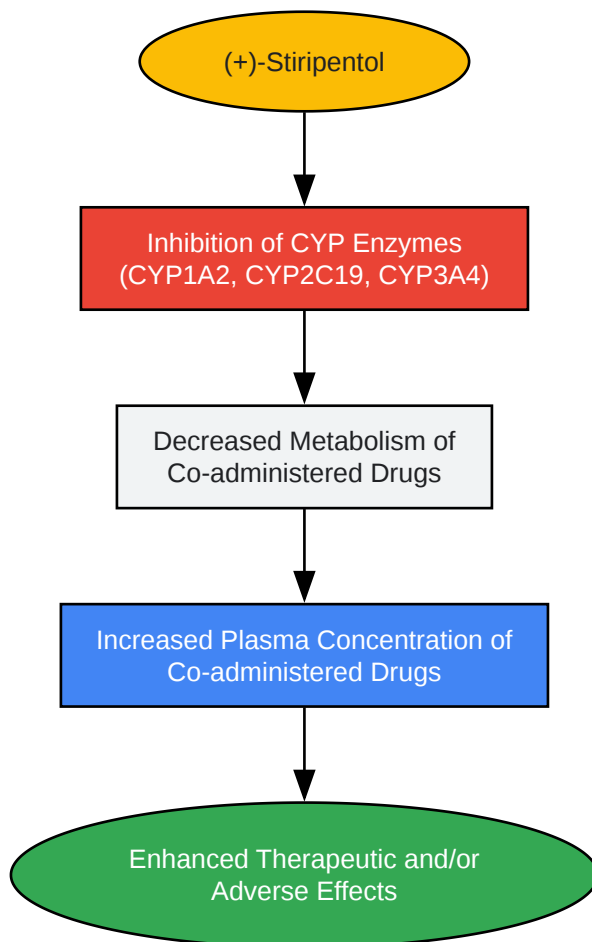 (+)-Stiripentol
Inhibition of CYP Enzymes
(CYP1A2, CYP2C19, CYP3A4)
Decreased Metabolism of
Co-administered Drugs
Increased Plasma Concentration of
Co-administered Drugs
Enhanced Therapeutic and/or
Adverse Effects